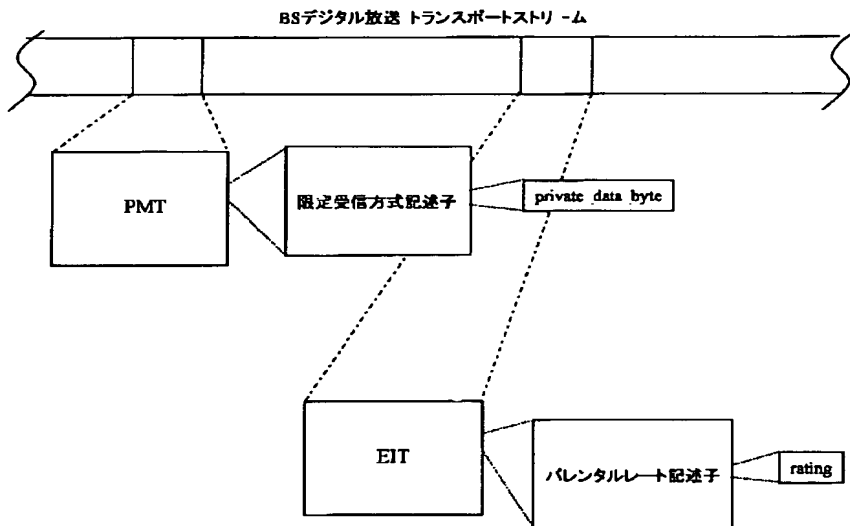 BSデジタル放送 トランスポートストリーム
PMT
限定受信方式記述子
private data byte
EIT
パレンタルレート記述子
rating